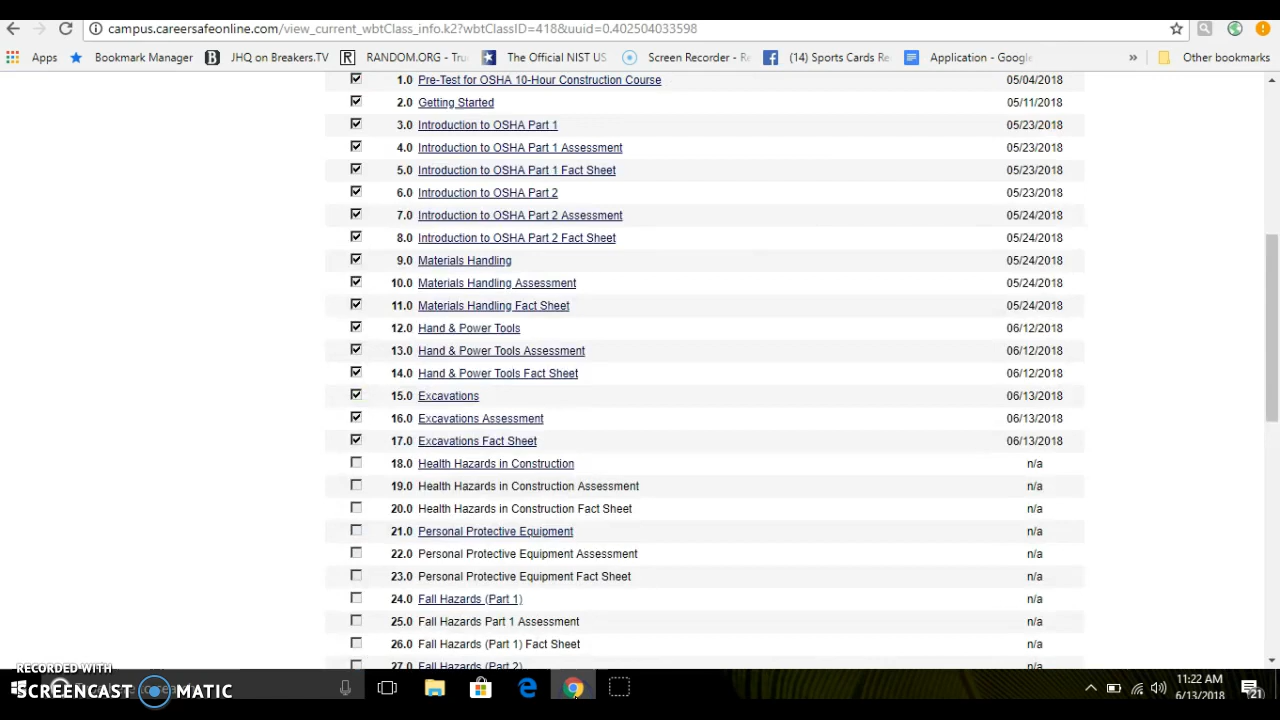 campus.careersafeonline.com/view_current_wbtClass_info.k2?wbtClassID=418&uuid=0.402504033598
Apps Bookmark Manager JHQ on Breakers.TV RANDOM.ORG - Tru The Official NIST US Screen Recorder - Re (14) Sports Cards Re Application - Google » Other bookmarks
1.0 Pre-Test for OSHA 10-Hour Construction Course 05/04/2018
2.0 Getting Started 05/11/2018
3.0 Introduction to OSHA Part 1 05/23/2018
4.0 Introduction to OSHA Part 1 Assessment 05/23/2018
5.0 Introduction to OSHA Part 1 Fact Sheet 05/23/2018
6.0 Introduction to OSHA Part 2 05/23/2018
7.0 Introduction to OSHA Part 2 Assessment 05/24/2018
8.0 Introduction to OSHA Part 2 Fact Sheet 05/24/2018
9.0 Materials Handling 05/24/2018
10.0 Materials Handling Assessment 05/24/2018
11.0 Materials Handling Fact Sheet 05/24/2018
12.0 Hand & Power Tools 06/12/2018
13.0 Hand & Power Tools Assessment 06/12/2018
14.0 Hand & Power Tools Fact Sheet 06/12/2018
15.0 Excavations 06/13/2018
16.0 Excavations Assessment 06/13/2018
17.0 Excavations Fact Sheet 06/13/2018
18.0 Health Hazards in Construction n/a
19.0 Health Hazards in Construction Assessment n/a
20.0 Health Hazards in Construction Fact Sheet n/a
21.0 Personal Protective Equipment n/a
22.0 Personal Protective Equipment Assessment n/a
23.0 Personal Protective Equipment Fact Sheet n/a
24.0 Fall Hazards (Part 1) n/a
25.0 Fall Hazards Part 1 Assessment n/a
26.0 Fall Hazards (Part 1) Fact Sheet n/a
27.0 Fall Hazards (Part 2) n/a
RECORDED WITH
SCREENCAST MATIC
11:22 AM
6/13/2018
21